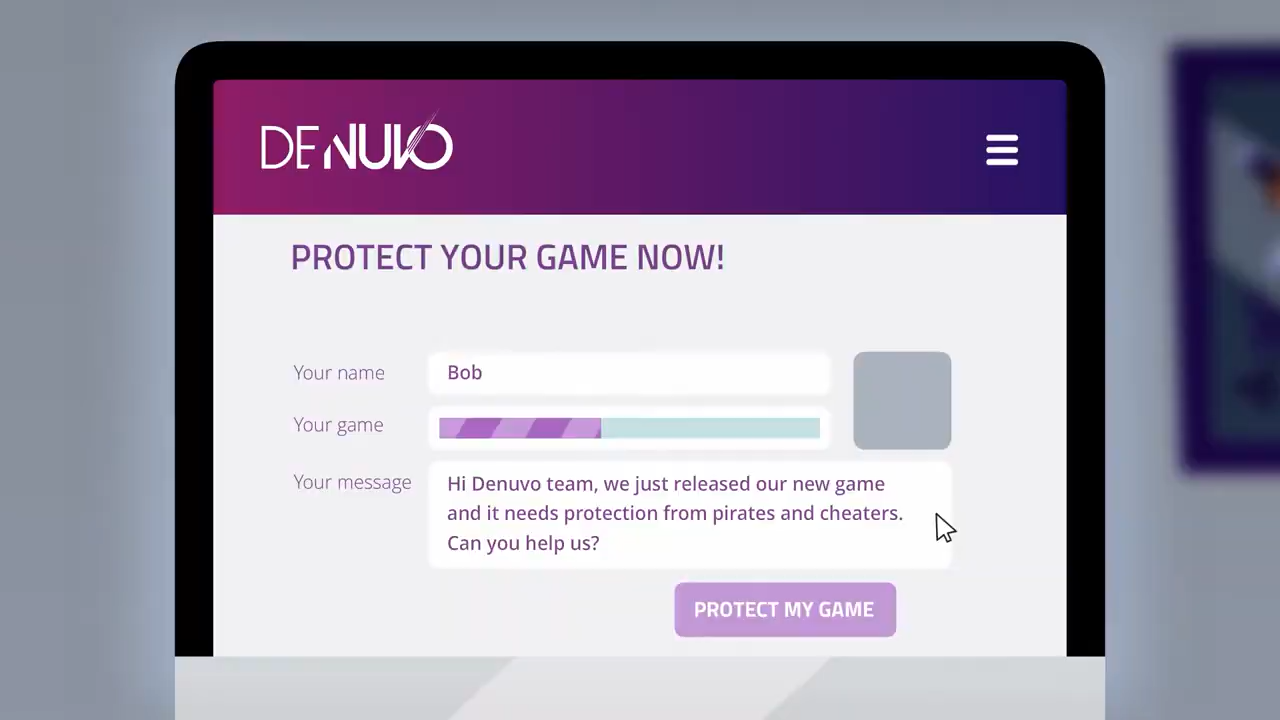 DENUVO
PROTECT YOUR GAME NOW!
Your name
Bob
Your game
Your message
Hi Denuvo team, we just released our new game
and it needs protection from pirates and cheaters.
Can you help us?
PROTECT MY GAME